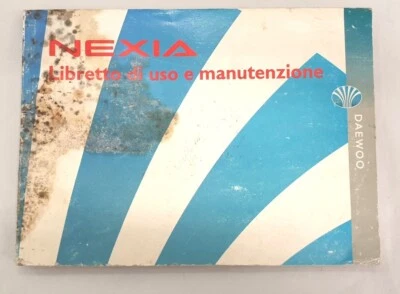 NEXIA
Libretto di uso e manutenzione
DAEWOO